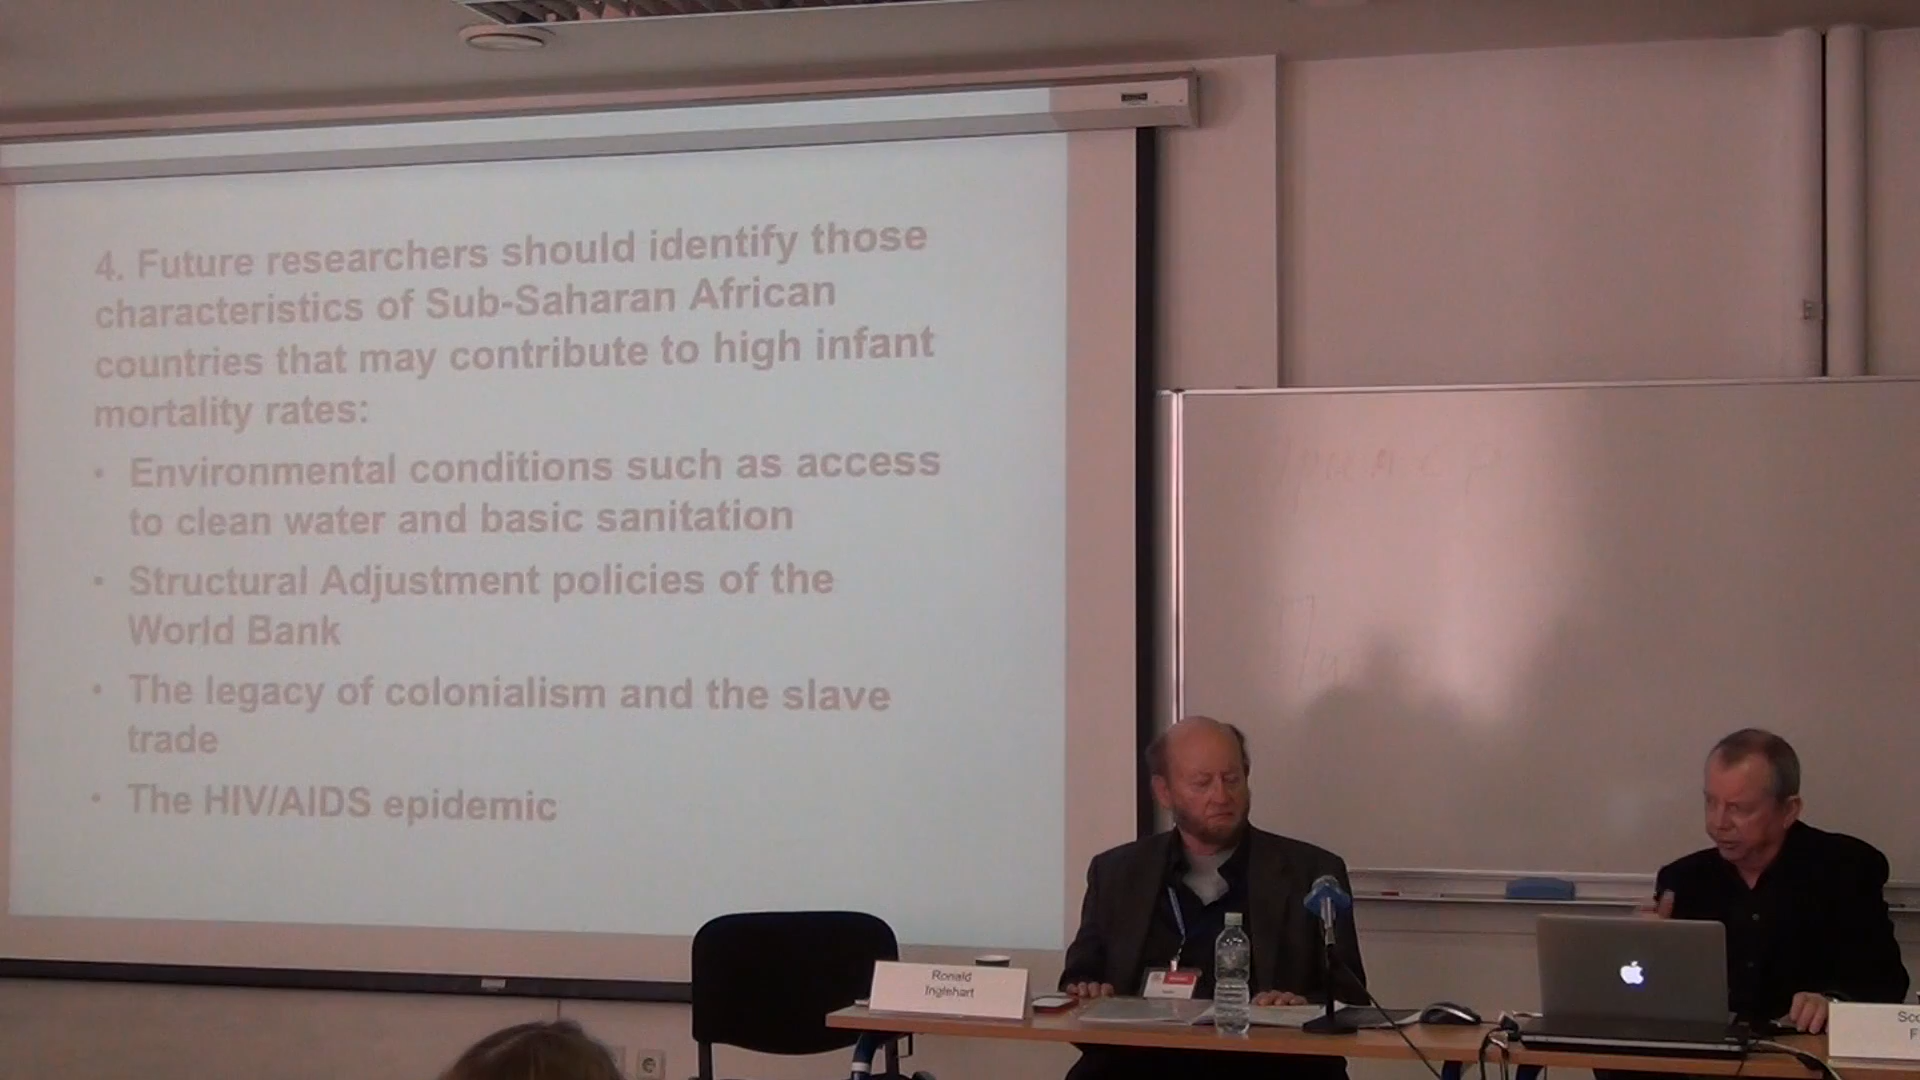 4. Future researchers should identify those
characteristics of Sub-Saharan African
countries that may contribute to high infant
mortality rates:
• Environmental conditions such as access
to clean water and basic sanitation
• Structural Adjustment policies of the
World Bank
• The legacy of colonialism and the slave
trade
• The HIV/AIDS epidemic
Ronald
Inglehart